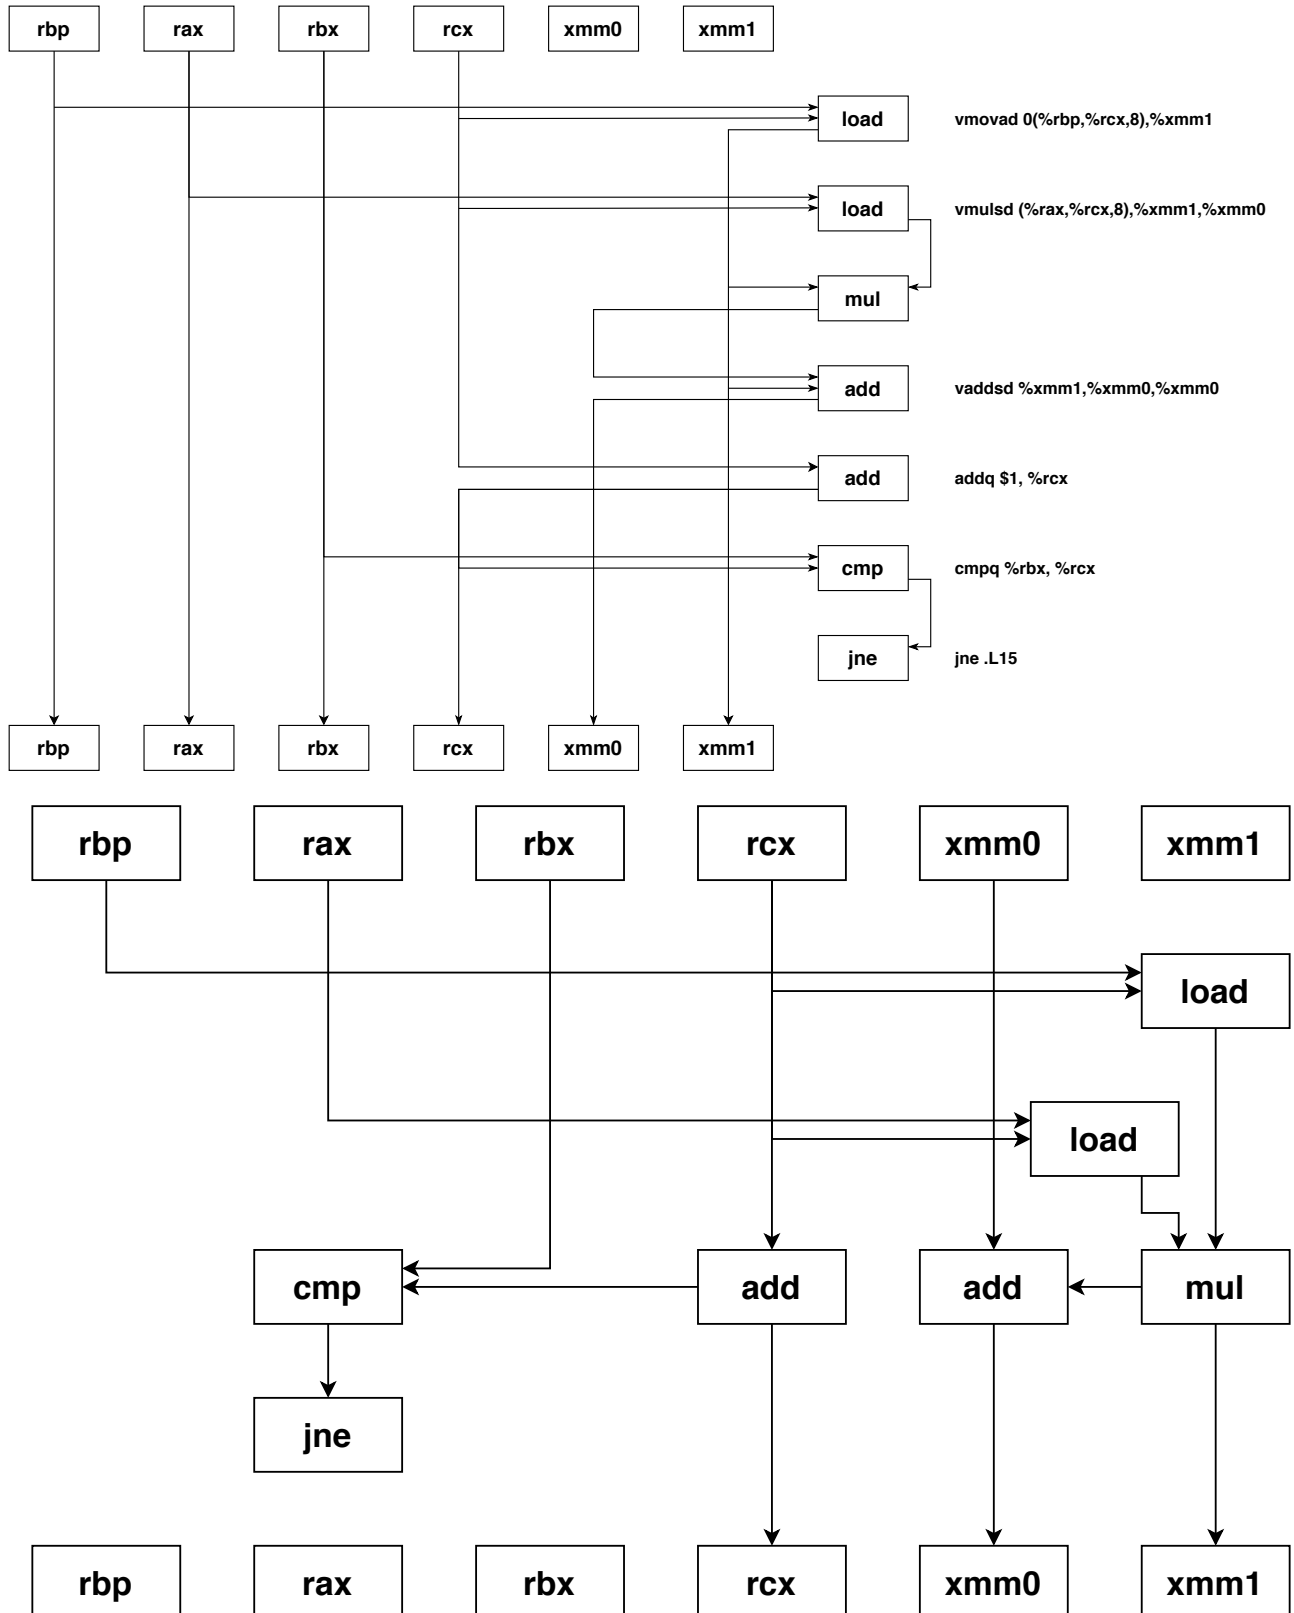 rbp rax rbx rcx xmm0 xmm1
load vmovad 0(%rbp,%rcx,8),%xmm1
load vmulsd (%rax,%rcx,8),%xmm1,%xmm0
mul
add vaddsd %xmm1,%xmm0,%xmm0
add addq $1, %rcx
cmp cmpq %rbx, %rcx
jne jne .L15
rbp rax rbx rcx xmm0 xmm1
rbp rax rbx rcx xmm0 xmm1
load
load
cmp add add mul
jne
rbp rax rbx rcx xmm0 xmm1